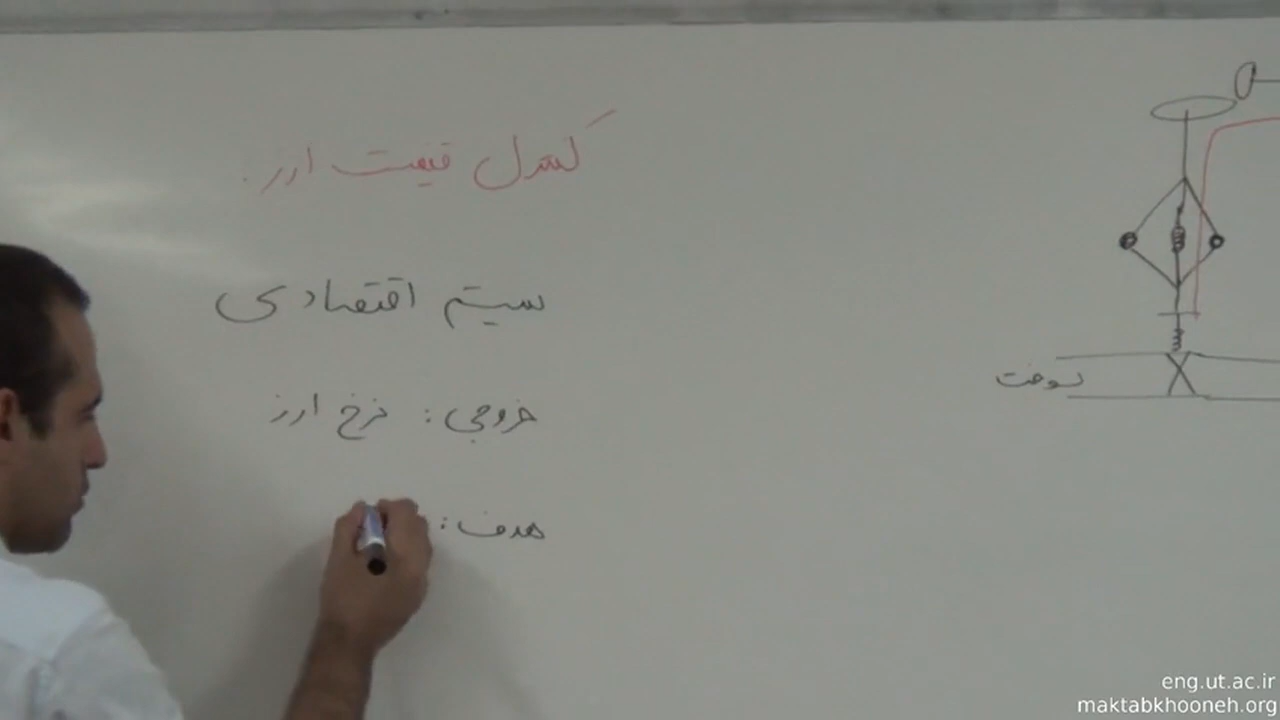 کنترل قیمت ارز.
سیستم اقتصادی
خروجی: نرخ ارز
هدف:
سوخت
eng.ut.ac.ir
maktabkhooneh.org